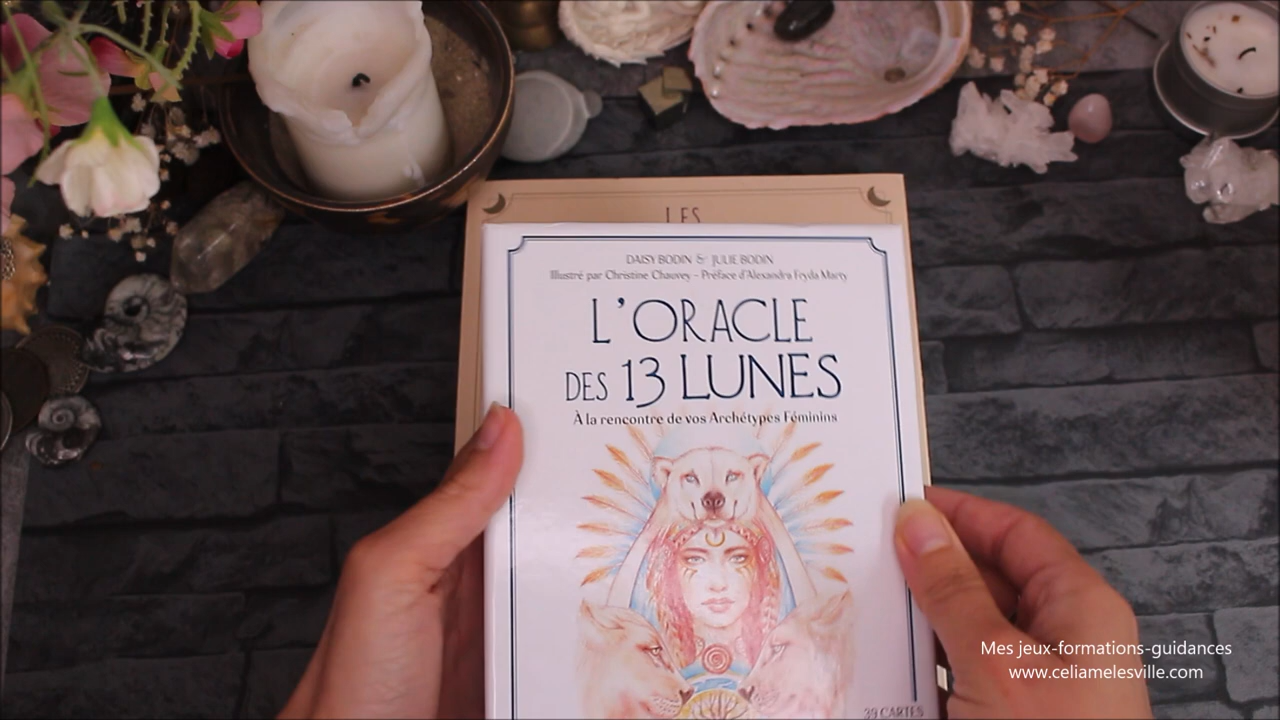 LES
DAISY BODIN & JULIE BODIN
Illustré par Christine Chauvey - Préface d'Alexandra Fryda Marty
L'ORACLE
DES 13 LUNES
À la rencontre de vos Archétypes Féminins
39 CARTES
Mes jeux-formations-guidances
www.celiamelesville.com